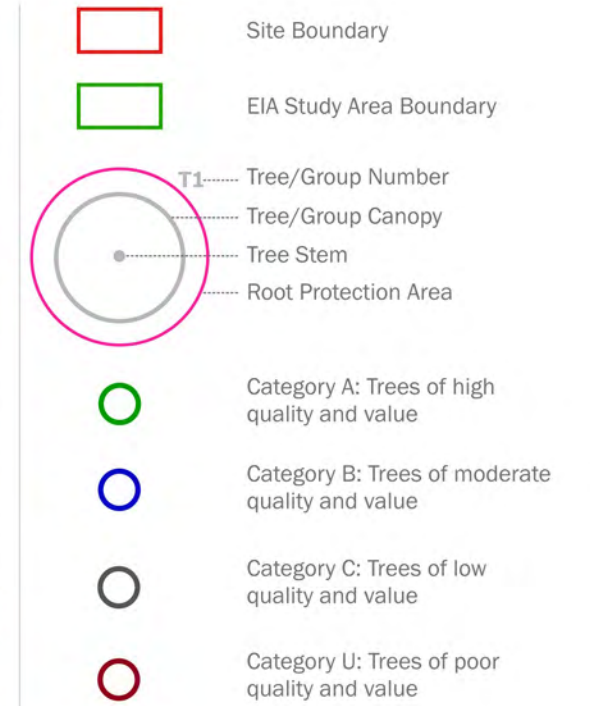 Site Boundary
EIA Study Area Boundary
T1
Tree/Group Number
Tree/Group Canopy
Tree Stem
Root Protection Area
Category A: Trees of high
quality and value
Category B: Trees of moderate
quality and value
Category C: Trees of low
quality and value
Category U: Trees of poor
quality and value